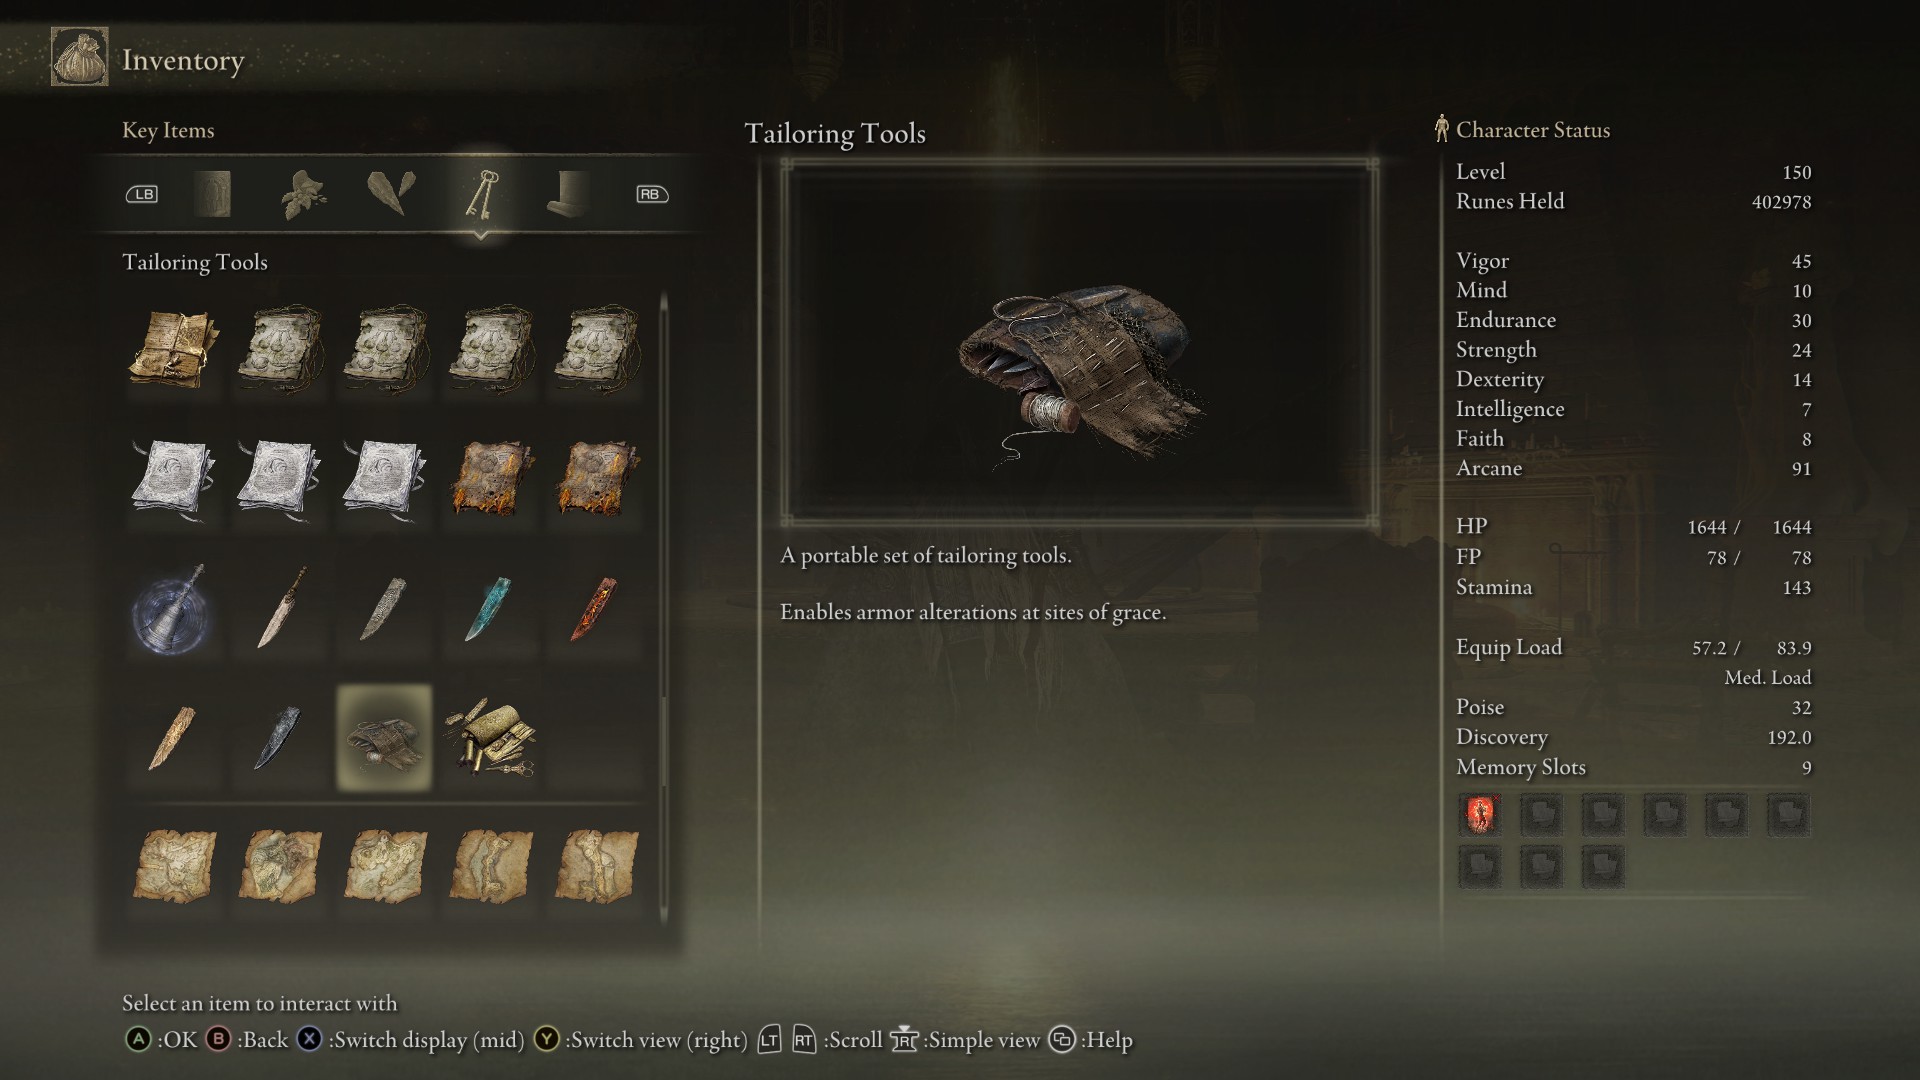 Inventory
Key Items
LB
RB
Tailoring Tools
Tailoring Tools
A portable set of tailoring tools.
Enables armor alterations at sites of grace.
Character Status
Level 150
Runes Held 402978
Vigor 45
Mind 10
Endurance 30
Strength 24
Dexterity 14
Intelligence 7
Faith 8
Arcane 91
HP 1644 / 1644
FP 78 / 78
Stamina 143
Equip Load 57.2 / 83.9
Med. Load
Poise 32
Discovery 192.0
Memory Slots 9
Select an item to interact with
A :OK B :Back X :Switch display (mid) Y :Switch view (right) LT RT :Scroll R :Simple view :Help